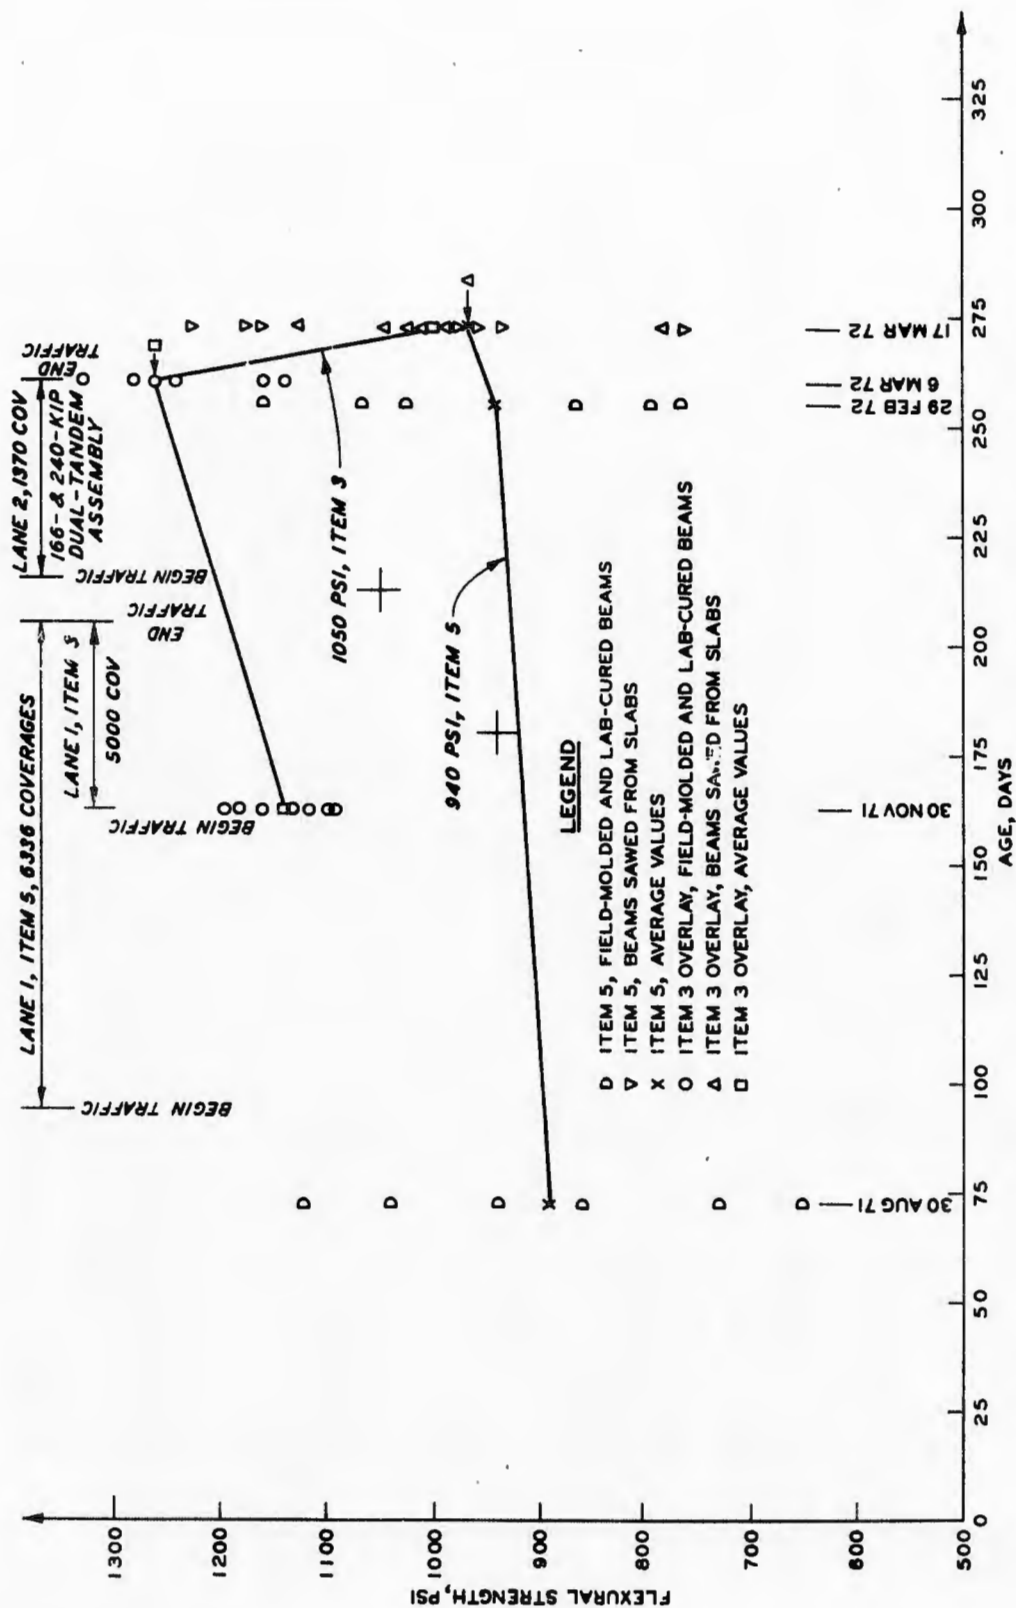 LANE 1, ITEM 5, 6336 COVERAGES
LANE 1, ITEM 3
5000 COV
LANE 2, 1370 COV
166- & 240-KIP
DUAL-TANDEM
ASSEMBLY
BEGIN TRAFFIC
BEGIN TRAFFIC
END
TRAFFIC
BEGIN TRAFFIC
END
TRAFFIC
1050 PSI, ITEM 3
940 PSI, ITEM 5
LEGEND
D ITEM 5, FIELD-MOLDED AND LAB-CURED BEAMS
▽ ITEM 5, BEAMS SAWED FROM SLABS
X ITEM 5, AVERAGE VALUES
O ITEM 3 OVERLAY, FIELD-MOLDED AND LAB-CURED BEAMS
△ ITEM 3 OVERLAY, BEAMS SAWED FROM SLABS
□ ITEM 3 OVERLAY, AVERAGE VALUES
FLEXURAL STRENGTH, PSI
1300
1200
1100
1000
900
800
700
600
500
30 AUG 71
30 NOV 71
29 FEB 72
6 MAR 72
17 MAR 72
0 25 50 75 100 125 150 175 200 225 250 275 300 325
AGE, DAYS